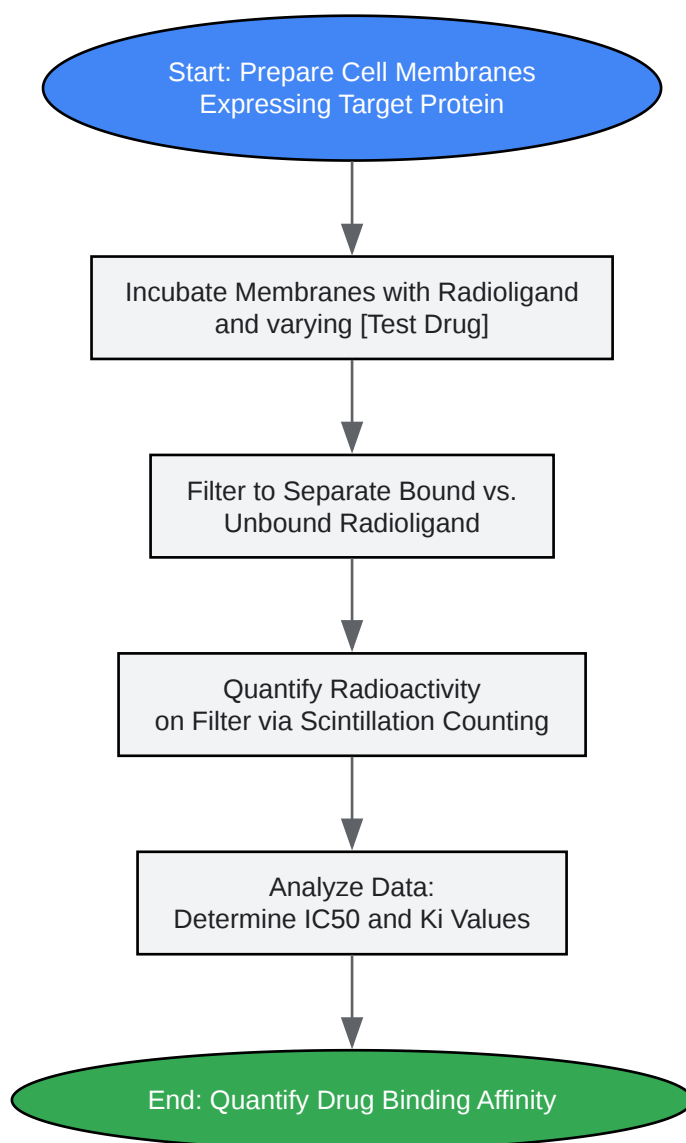 Start: Prepare Cell Membranes
Expressing Target Protein
Incubate Membranes with Radioligand
and varying [Test Drug]
Filter to Separate Bound vs.
Unbound Radioligand
Quantify Radioactivity
on Filter via Scintillation Counting
Analyze Data:
Determine IC50 and Ki Values
End: Quantify Drug Binding Affinity